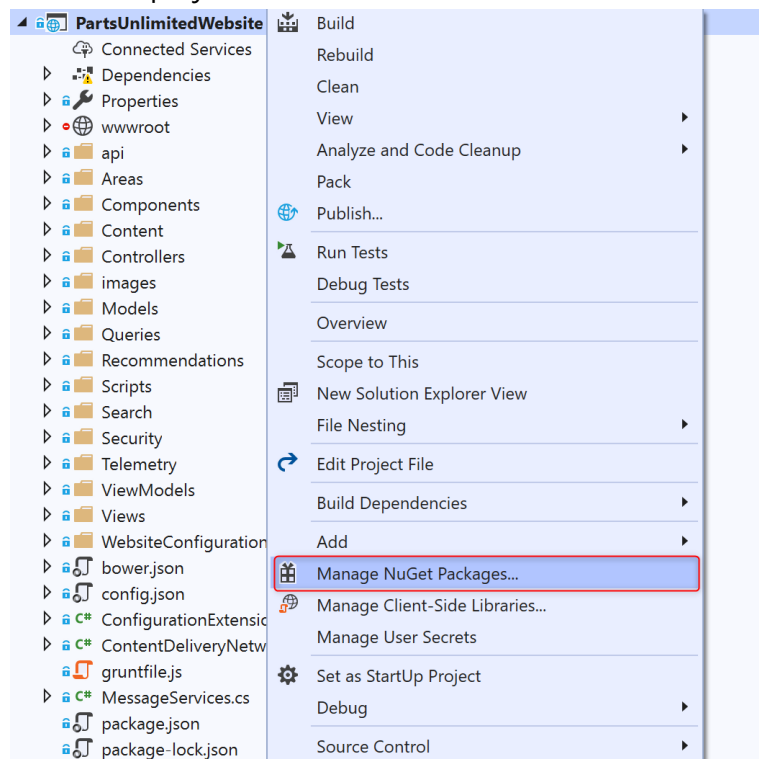 PartsUnlimitedWebsite
Connected Services
Dependencies
Properties
wwwroot
api
Areas
Components
Content
Controllers
images
Models
Queries
Recommendations
Scripts
Search
Security
Telemetry
ViewModels
Views
WebsiteConfiguration
bower.json
config.json
C# ConfigurationExtensic
C# ContentDeliveryNetw
gruntfile.js
C# MessageServices.cs
package.json
package-lock.json
Build
Rebuild
Clean
View
Analyze and Code Cleanup
Pack
Publish...
Run Tests
Debug Tests
Overview
Scope to This
New Solution Explorer View
File Nesting
Edit Project File
Build Dependencies
Add
Manage NuGet Packages...
Manage Client-Side Libraries...
Manage User Secrets
Set as StartUp Project
Debug
Source Control